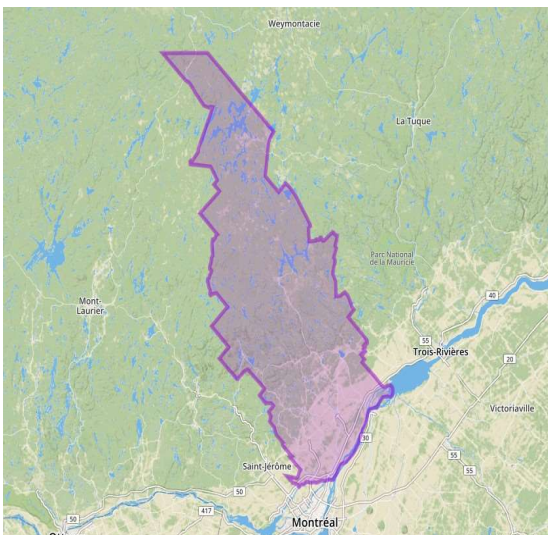 Weymontacie
La Tuque
Parc National
de la Mauricie
40
Mont-
Laurier
55
Trois-Rivières
20
Victoriaville
30
55
Saint-Jérôme
55
50
417
50
Montréal